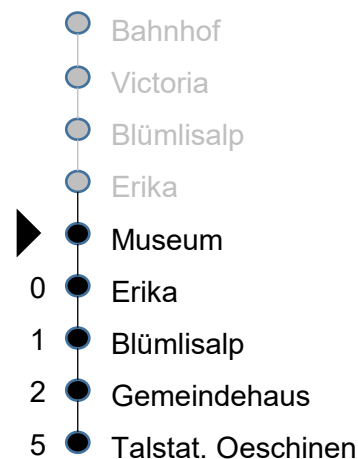 Bahnhof
Victoria
Blümlisalp
Erika
Museum
0 Erika
1 Blümlisalp
2 Gemeindehaus
5 Talstat. Oeschinen